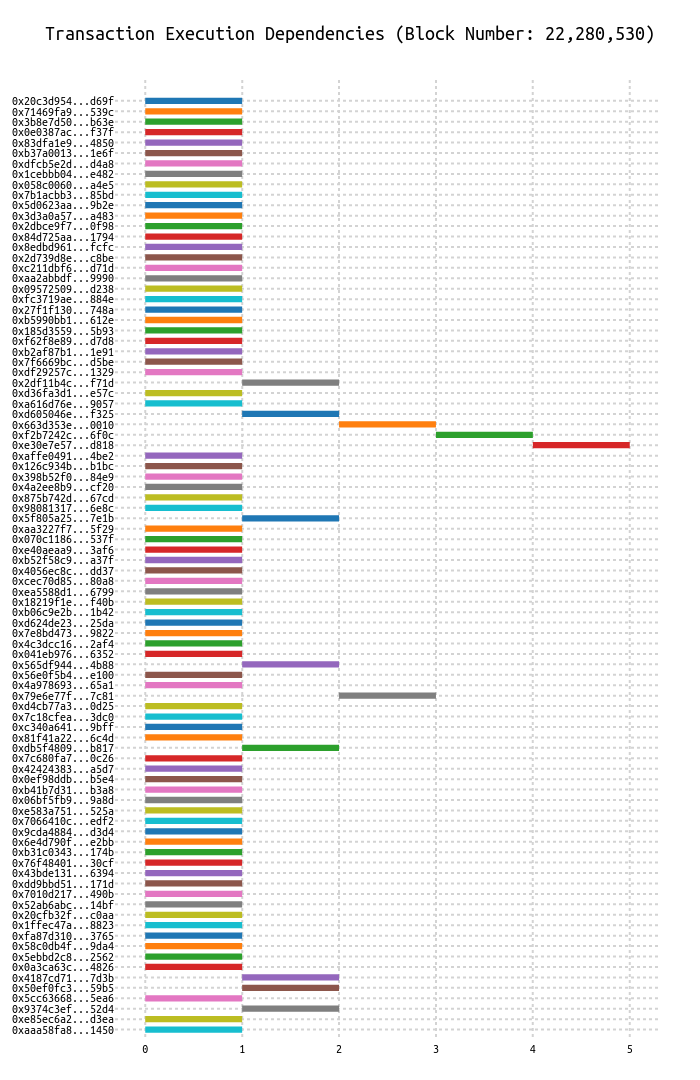 Transaction Execution Dependencies (Block Number: 22,280,530)
0x20c3d954...d69f
0x71469fa9...539c
0x3b8e7d50...b63e
0x0e0387ac...f37f
0x83dfa1e9...4850
0xb37a0013...1e6f
0xdfcb5e2d...d4a8
0x1cebbb04...e482
0x058c0060...a4e5
0x7b1acbb3...85bd
0x5d0623aa...9b2e
0x3d3a0a57...a483
0x2dbce9f7...0f98
0x84d725aa...1794
0x8edbd961...fcfc
0x2d739d8e...c8be
0xc211dbf6...d71d
0xaa2abbdf...9990
0x09572509...d238
0xfc3719ae...884e
0x27f1f130...748a
0xb5990bb1...612e
0x185d3559...5b93
0xf62f8e89...d7d8
0xb2af87b1...1e91
0x7f6669bc...d5be
0xdf29257c...1329
0x2df11b4c...f71d
0xd36fa3d1...e57c
0xa616d76e...9057
0xd605046e...f325
0x663d353e...0010
0xf2b7242c...6f0c
0xe30e7e57...d818
0xaffe0491...4be2
0x126c934b...b1bc
0x398b52f0...84e9
0x4a2ee8b9...cf20
0x875b742d...67cd
0x98081317...6e8c
0x5f805a25...7e1b
0xaa3227f7...5f29
0x070c1186...537f
0xe40aeaa9...3af6
0xb52f58c9...a37f
0x4056ec8c...dd37
0xcec70d85...80a8
0xea5588d1...6799
0x18219f1e...f40b
0xb06c9e2b...1b42
0xd624de23...25da
0x7e8bd473...9822
0x4c3dcc16...2af4
0x041eb976...6352
0x565df944...4b88
0x56e0f5b4...e100
0x4a978693...65a1
0x79e6e77f...7c81
0xd4cb77a3...0d25
0x7c18cfea...3dc0
0xc340a641...9bff
0x81f41a22...6c4d
0xdb5f4809...b817
0x7c680fa7...0c26
0x42424383...a5d7
0x0ef98ddb...b5e4
0xb41b7d31...b3a8
0x06bf5fb9...9a8d
0xe583a751...525a
0x7066410c...edf2
0x9cda4884...d3d4
0x6e4d790f...e2bb
0xb31c0343...174b
0x76f48401...30cf
0x43bde131...6394
0xdd9bbd51...171d
0x7010d217...490b
0x52ab6abc...14bf
0x20cfb32f...c0aa
0x1ffec47a...8823
0xfa87d310...3765
0x58c0db4f...9da4
0x5ebbd2c8...2562
0x0a3ca63c...4826
0x4187cd71...7d3b
0x50ef0fc3...59b5
0x5cc63668...5ea6
0x9374c3ef...52d4
0xe85ec6a2...d3ea
0xaaa58fa8...1450
0 1 2 3 4 5